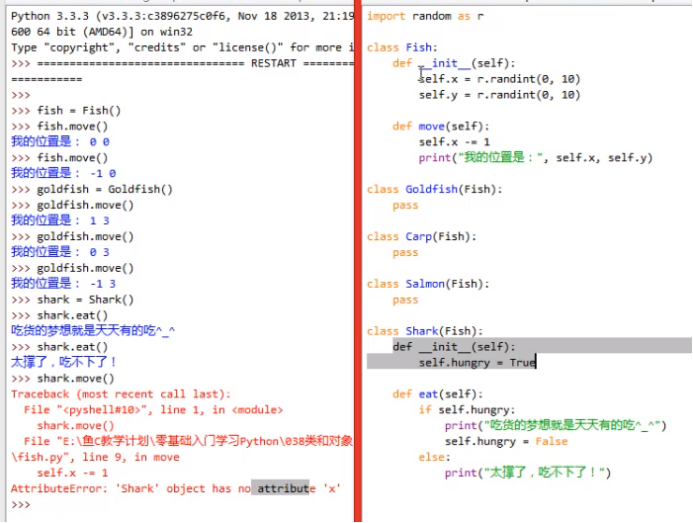 Python 3.3.3 (v3.3.3:c3896275c0f6, Nov 18 2013, 21:19
600 64 bit (AMD64)] on win32
Type "copyright", "credits" or "license()" for more i
>>> ================================ RESTART =========
===========
>>>
>>> fish = Fish()
>>> fish.move()
我的位置是： 0 0
>>> fish.move()
我的位置是： -1 0
>>> goldfish = Goldfish()
>>> goldfish.move()
我的位置是： 1 3
>>> goldfish.move()
我的位置是： 0 3
>>> goldfish.move()
我的位置是： -1 3
>>> shark = Shark()
>>> shark.eat()
吃货的梦想就是天天有的吃^_^
>>> shark.eat()
太撑了，吃不下了！
>>> shark.move()
Traceback (most recent call last):
  File "<pyshell#10>", line 1, in <module>
    shark.move()
  File "E:\鱼C教学计划\零基础入门学习Python\038类和对象
\fish.py", line 9, in move
    self.x -= 1
AttributeError: 'Shark' object has no attribute 'x'
>>>
import random as r
class Fish:
    def __init__(self):
        self.x = r.randint(0, 10)
        self.y = r.randint(0, 10)
    def move(self):
        self.x -= 1
        print("我的位置是：", self.x, self.y)
class Goldfish(Fish):
    pass
class Carp(Fish):
    pass
class Salmon(Fish):
    pass
class Shark(Fish):
    def __init__(self):
        self.hungry = True
    def eat(self):
        if self.hungry:
            print("吃货的梦想就是天天有的吃^_^")
            self.hungry = False
        else:
            print("太撑了，吃不下了！")